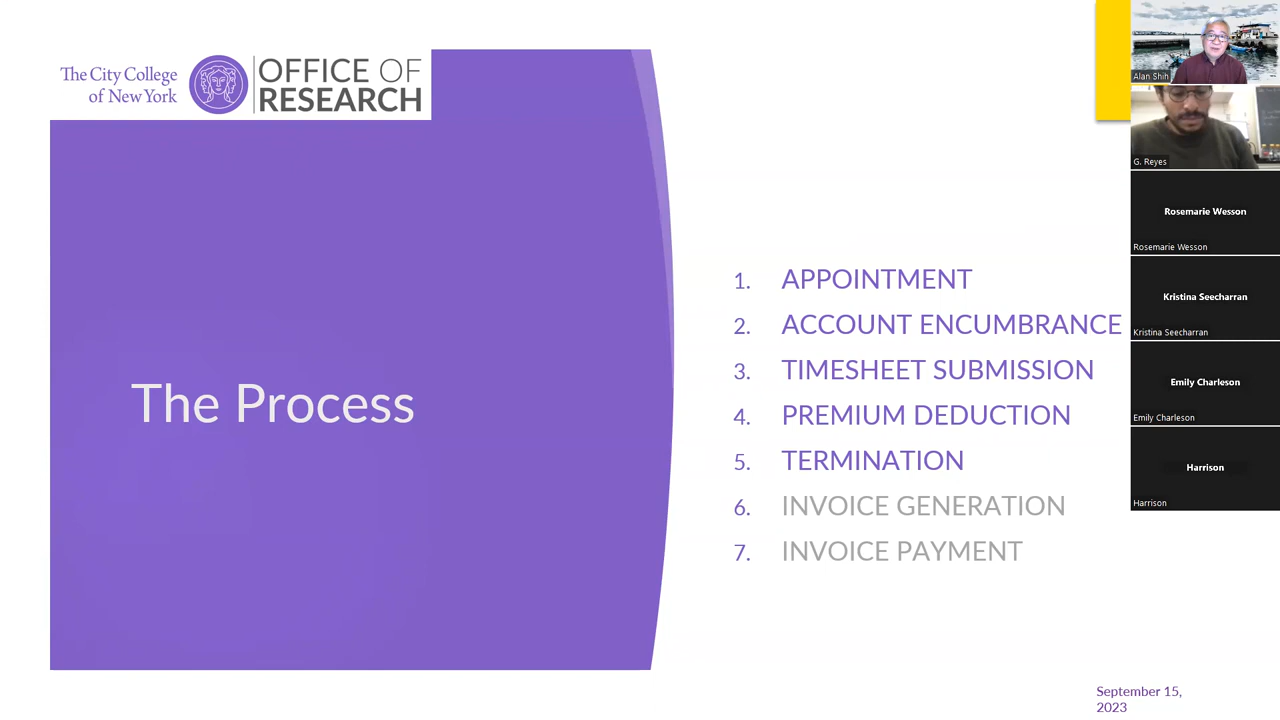 The City College
of New York
OFFICE OF
RESEARCH
The Process
1. APPOINTMENT
2. ACCOUNT ENCUMBRANCE
3. TIMESHEET SUBMISSION
4. PREMIUM DEDUCTION
5. TERMINATION
6. INVOICE GENERATION
7. INVOICE PAYMENT
September 15,
2023
Alan Shih
G. Reyes
Rosemarie Wesson
Rosemarie Wesson
Kristina Seecharran
Kristina Seecharran
Emily Charleson
Emily Charleson
Harrison
Harrison